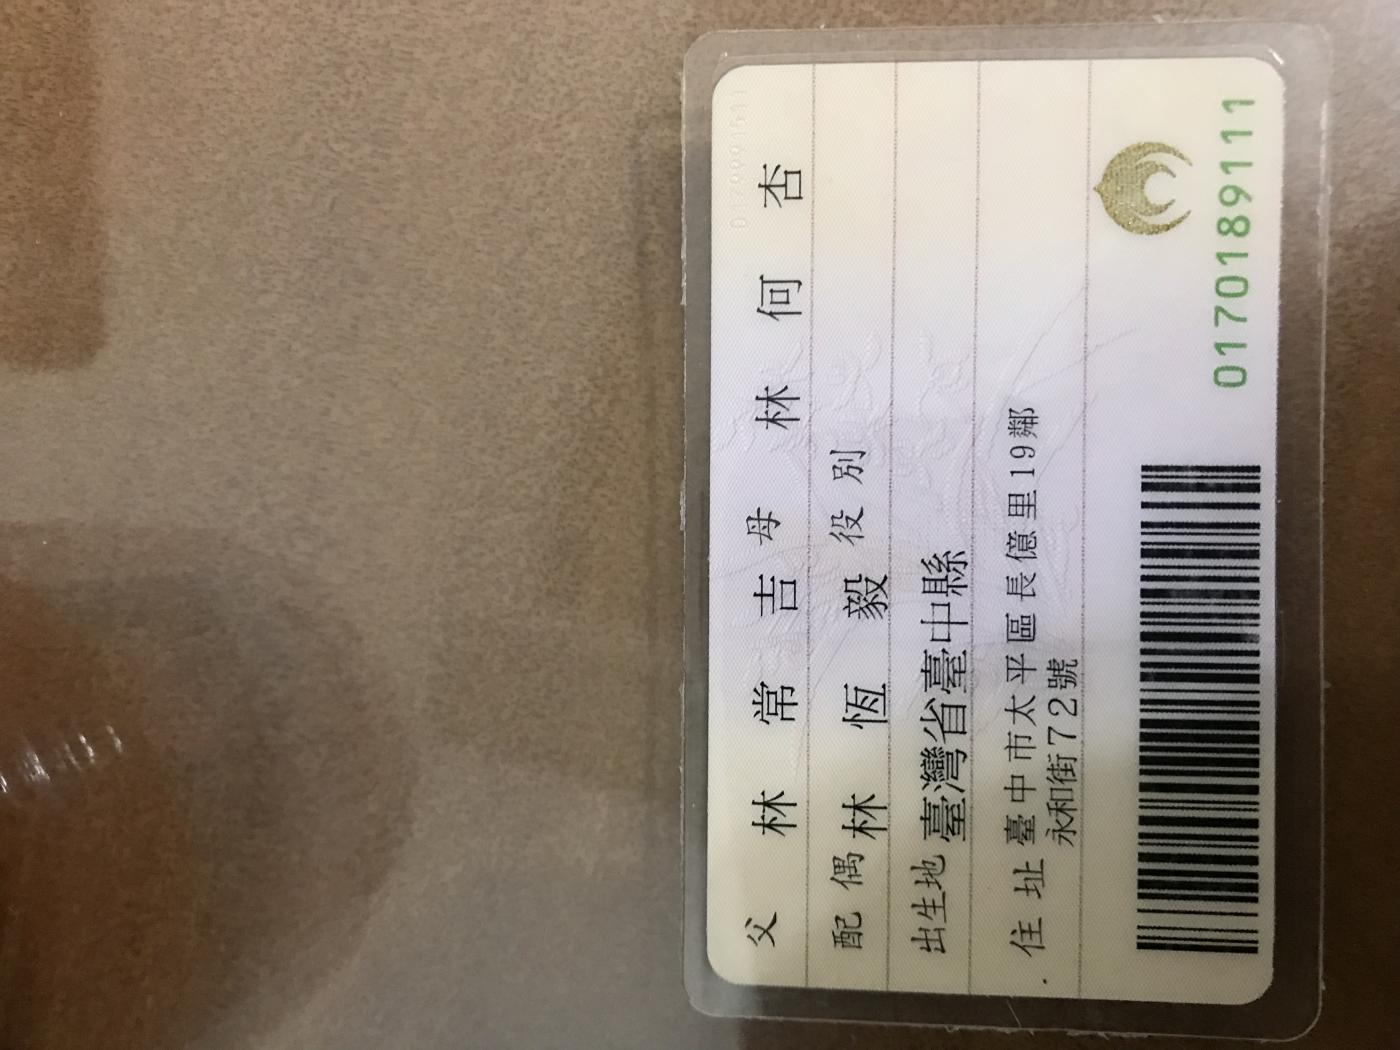 父 林常吉 母 林何杏
配偶 林恆毅 役別
出生地 臺灣省臺中縣
住址 臺中市太平區長億里19鄰
永和街72號
0170189111